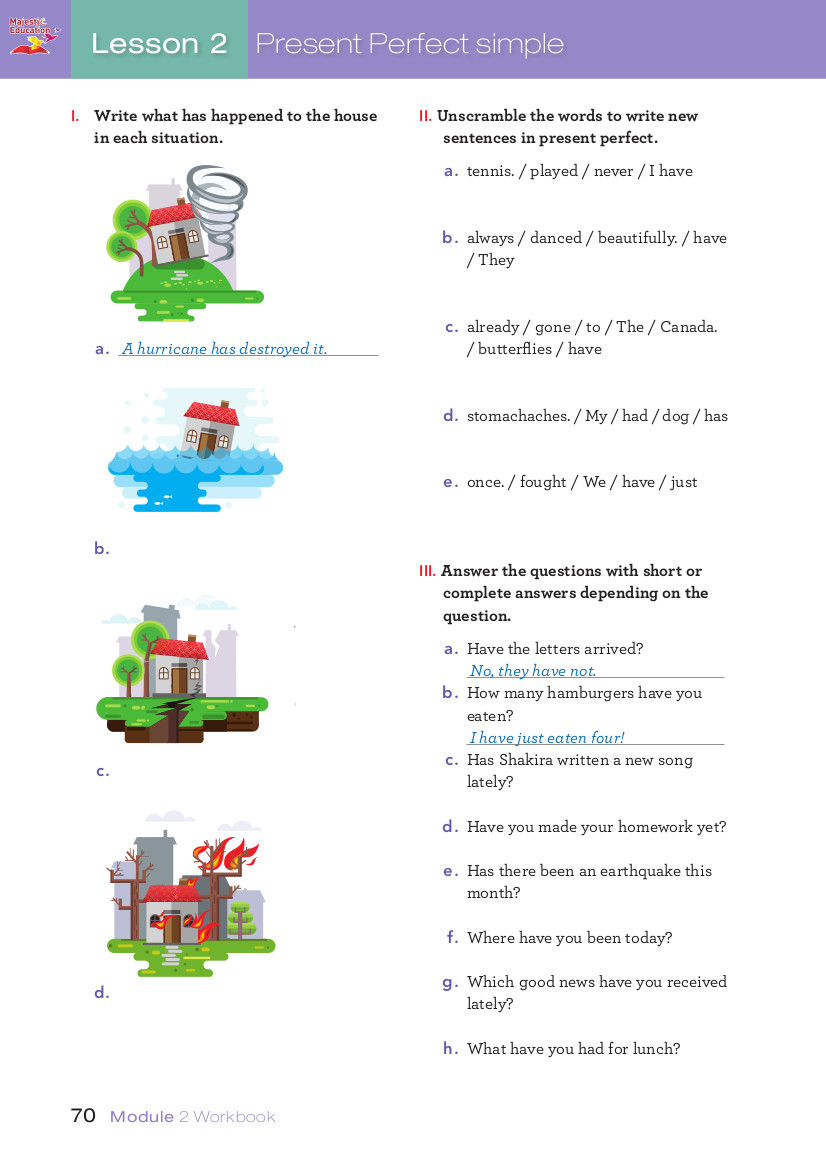 Majestic
Education
Lesson 2
Present Perfect simple
I. Write what has happened to the house
in each situation.
a. A hurricane has destroyed it.
b.
c.
d.
II. Unscramble the words to write new
sentences in present perfect.
a. tennis. / played / never / I have
b. always / danced / beautifully. / have
/ They
c. already / gone / to / The / Canada.
/ butterflies / have
d. stomachaches. / My / had / dog / has
e. once. / fought / We / have / just
III. Answer the questions with short or
complete answers depending on the
question.
a. Have the letters arrived?
No, they have not.
b. How many hamburgers have you
eaten?
I have just eaten four!
c. Has Shakira written a new song
lately?
d. Have you made your homework yet?
e. Has there been an earthquake this
month?
f. Where have you been today?
g. Which good news have you received
lately?
h. What have you had for lunch?
70 Module 2 Workbook